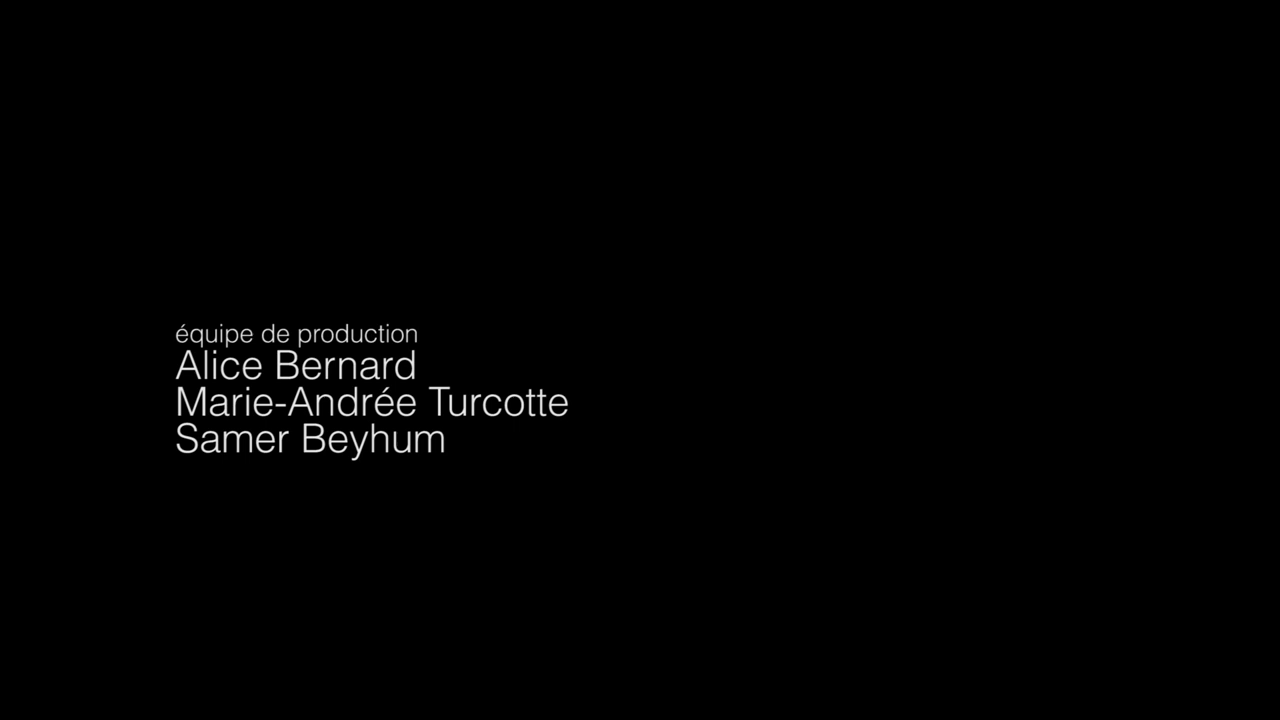 équipe de production
Alice Bernard
Marie-Andrée Turcotte
Samer Beyhum